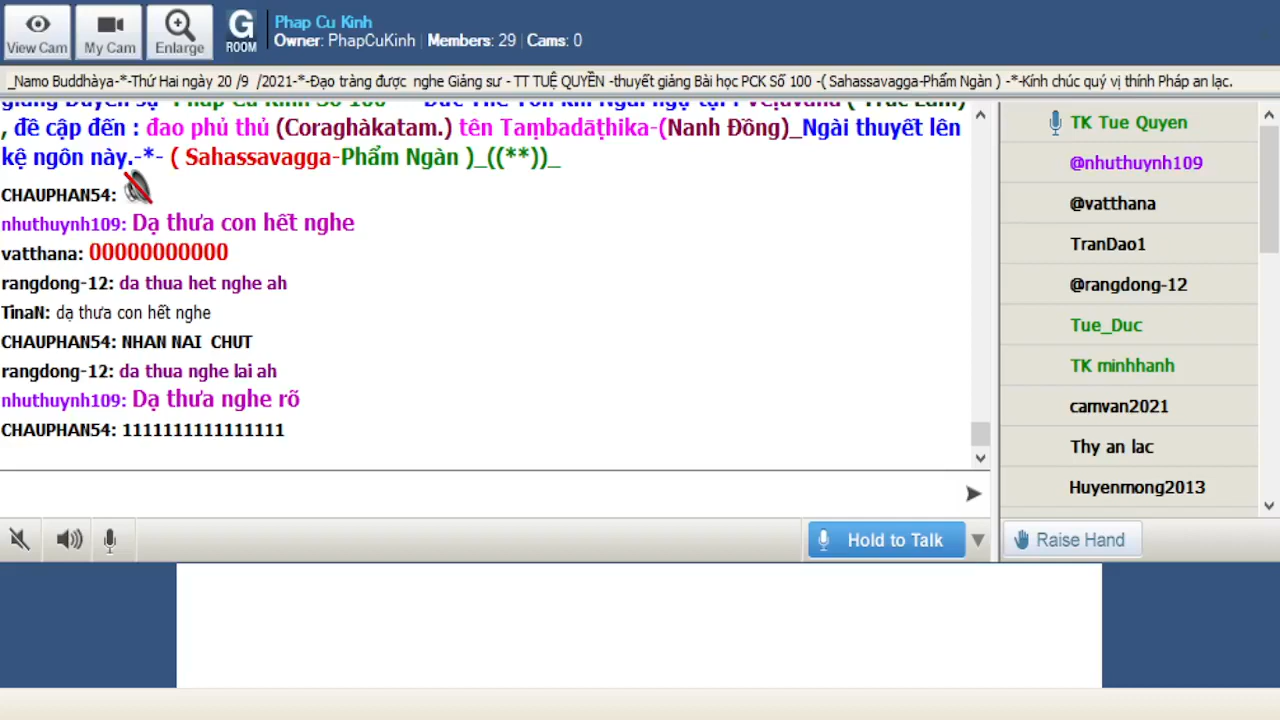 View Cam
My Cam
Enlarge
G
ROOM
Phap Cu Kinh
Owner: PhapCuKinh | Members: 29 | Cams: 0
_Namo Buddhàya-*-Thứ Hai ngày 20 /9 /2021-*-Đạo tràng được nghe Giảng sư - TT TUỆ QUYỀN -thuyết giảng Bài học PCK Số 100 -( Sahassavagga-Phẩm Ngàn ) -*-Kính chúc quý vị thính Pháp an lạc.
, đề cập đến : đao phủ thủ (Coraghàkatam.) tên Taṃbadāṭhika-(Nanh Đồng)_Ngài thuyết lên
kệ ngôn này.-*- ( Sahassavagga-Phẩm Ngàn )_((**))_
CHAUPHAN54:
nhuthuynh109: Dạ thưa con hết nghe
vatthana: 00000000000
rangdong-12: da thua het nghe ah
TinaN: dạ thưa con hết nghe
CHAUPHAN54: NHAN NAI CHUT
rangdong-12: da thua nghe lai ah
nhuthuynh109: Dạ thưa nghe rõ
CHAUPHAN54: 1111111111111111
TK Tue Quyen
@nhuthuynh109
@vatthana
TranDao1
@rangdong-12
Tue_Duc
TK minhhanh
camvan2021
Thy an lac
Huyenmong2013
Hold to Talk
Raise Hand